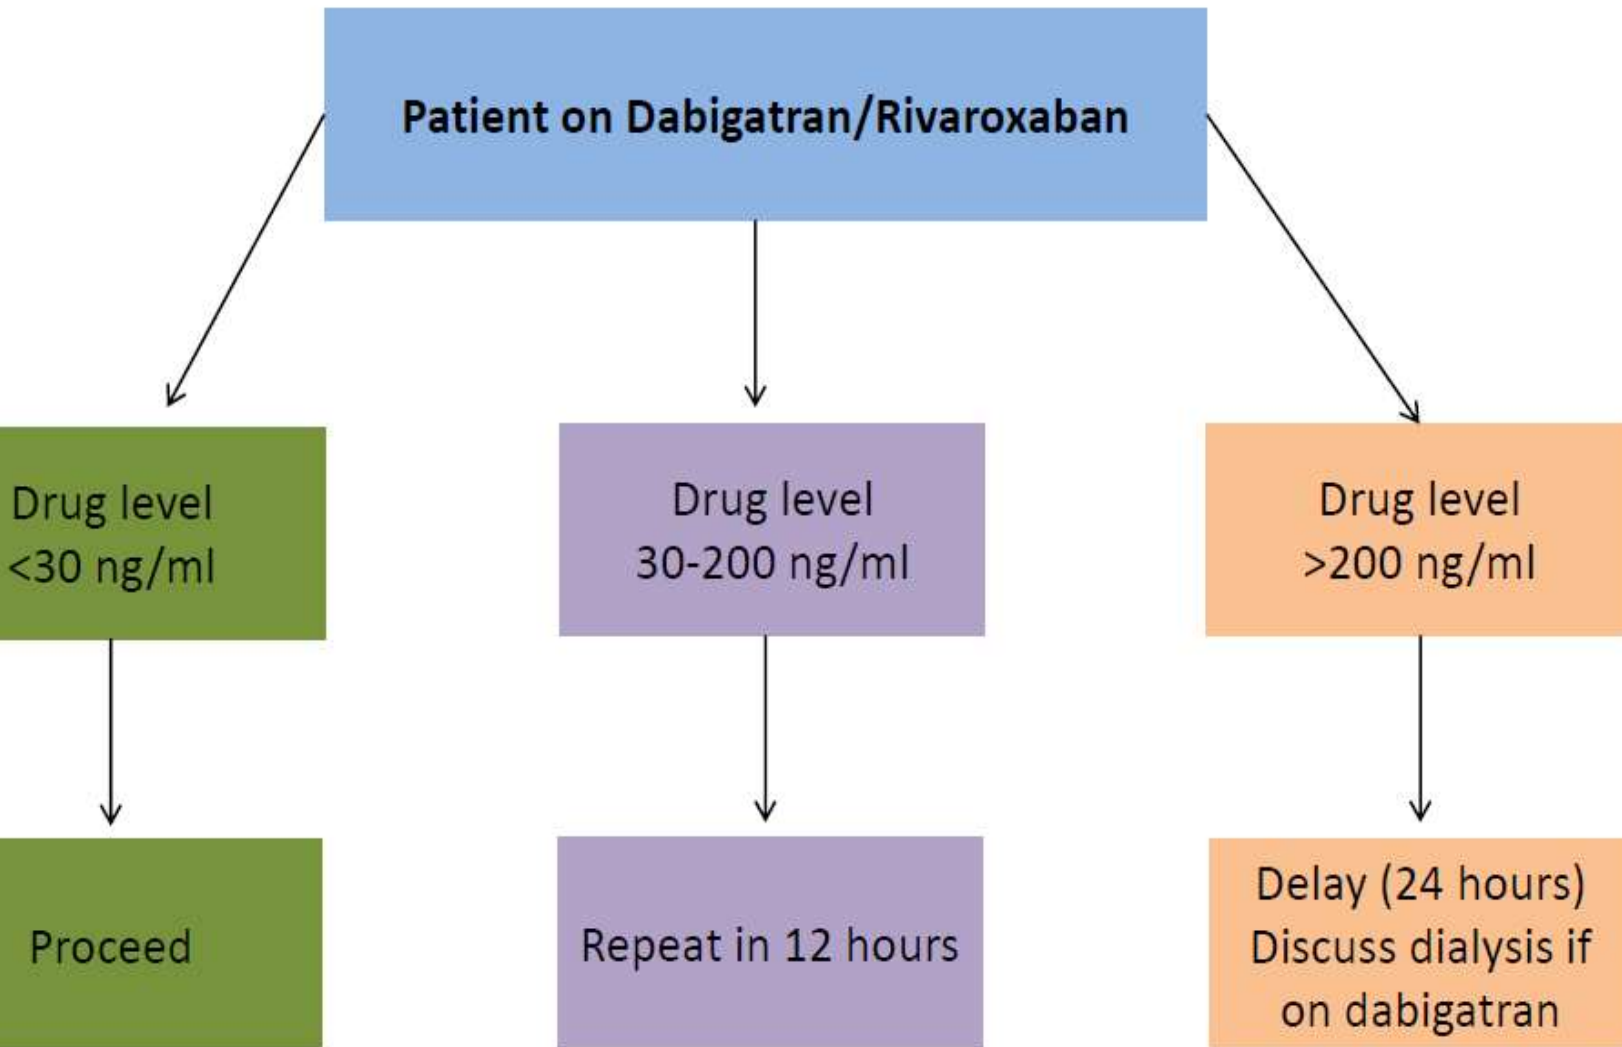 Patient on Dabigatran/Rivaroxaban
Drug level
<30 ng/ml
Drug level
30-200 ng/ml
Drug level
>200 ng/ml
Proceed
Repeat in 12 hours
Delay (24 hours)
Discuss dialysis if
on dabigatran